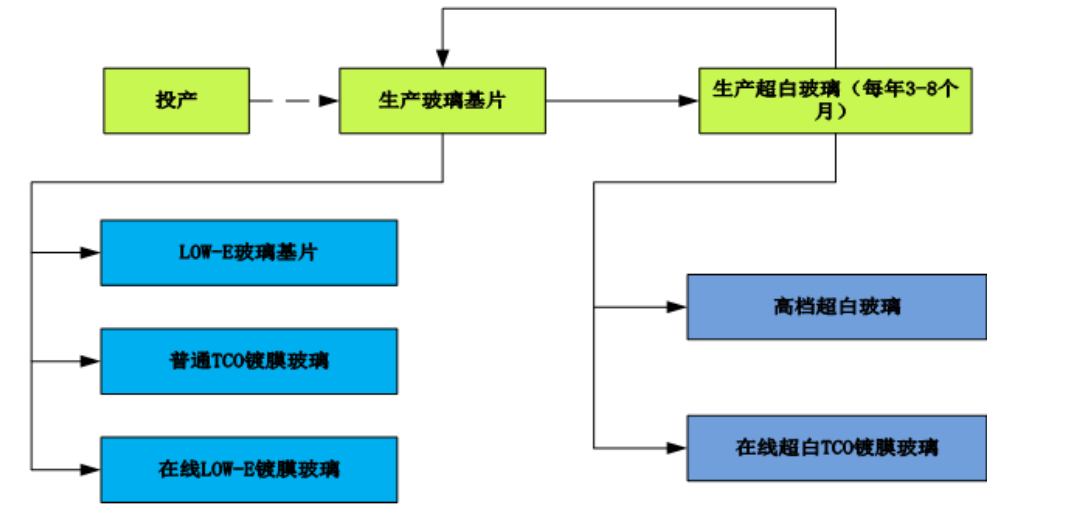 投产
生产玻璃基片
生产超白玻璃（每年3-8个
月）
LOW-E玻璃基片
普通TCO镀膜玻璃
在线LOW-E镀膜玻璃
高档超白玻璃
在线超白TCO镀膜玻璃